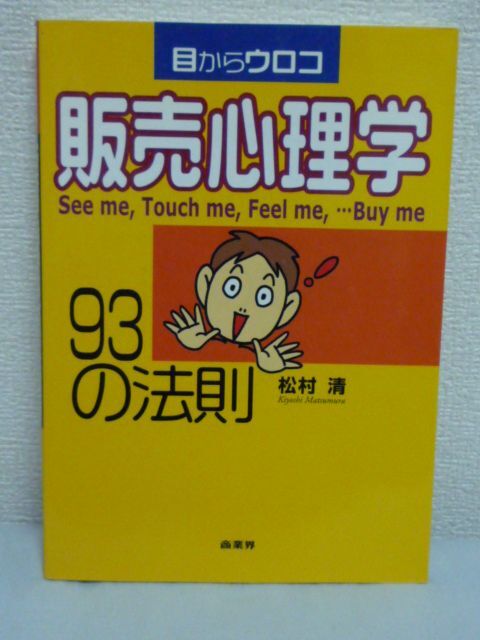 目からウロコ
販売心理学
See me, Touch me, Feel me, …Buy me
93
の法則
松村 清
Kiyoshi Matsumura
商業界